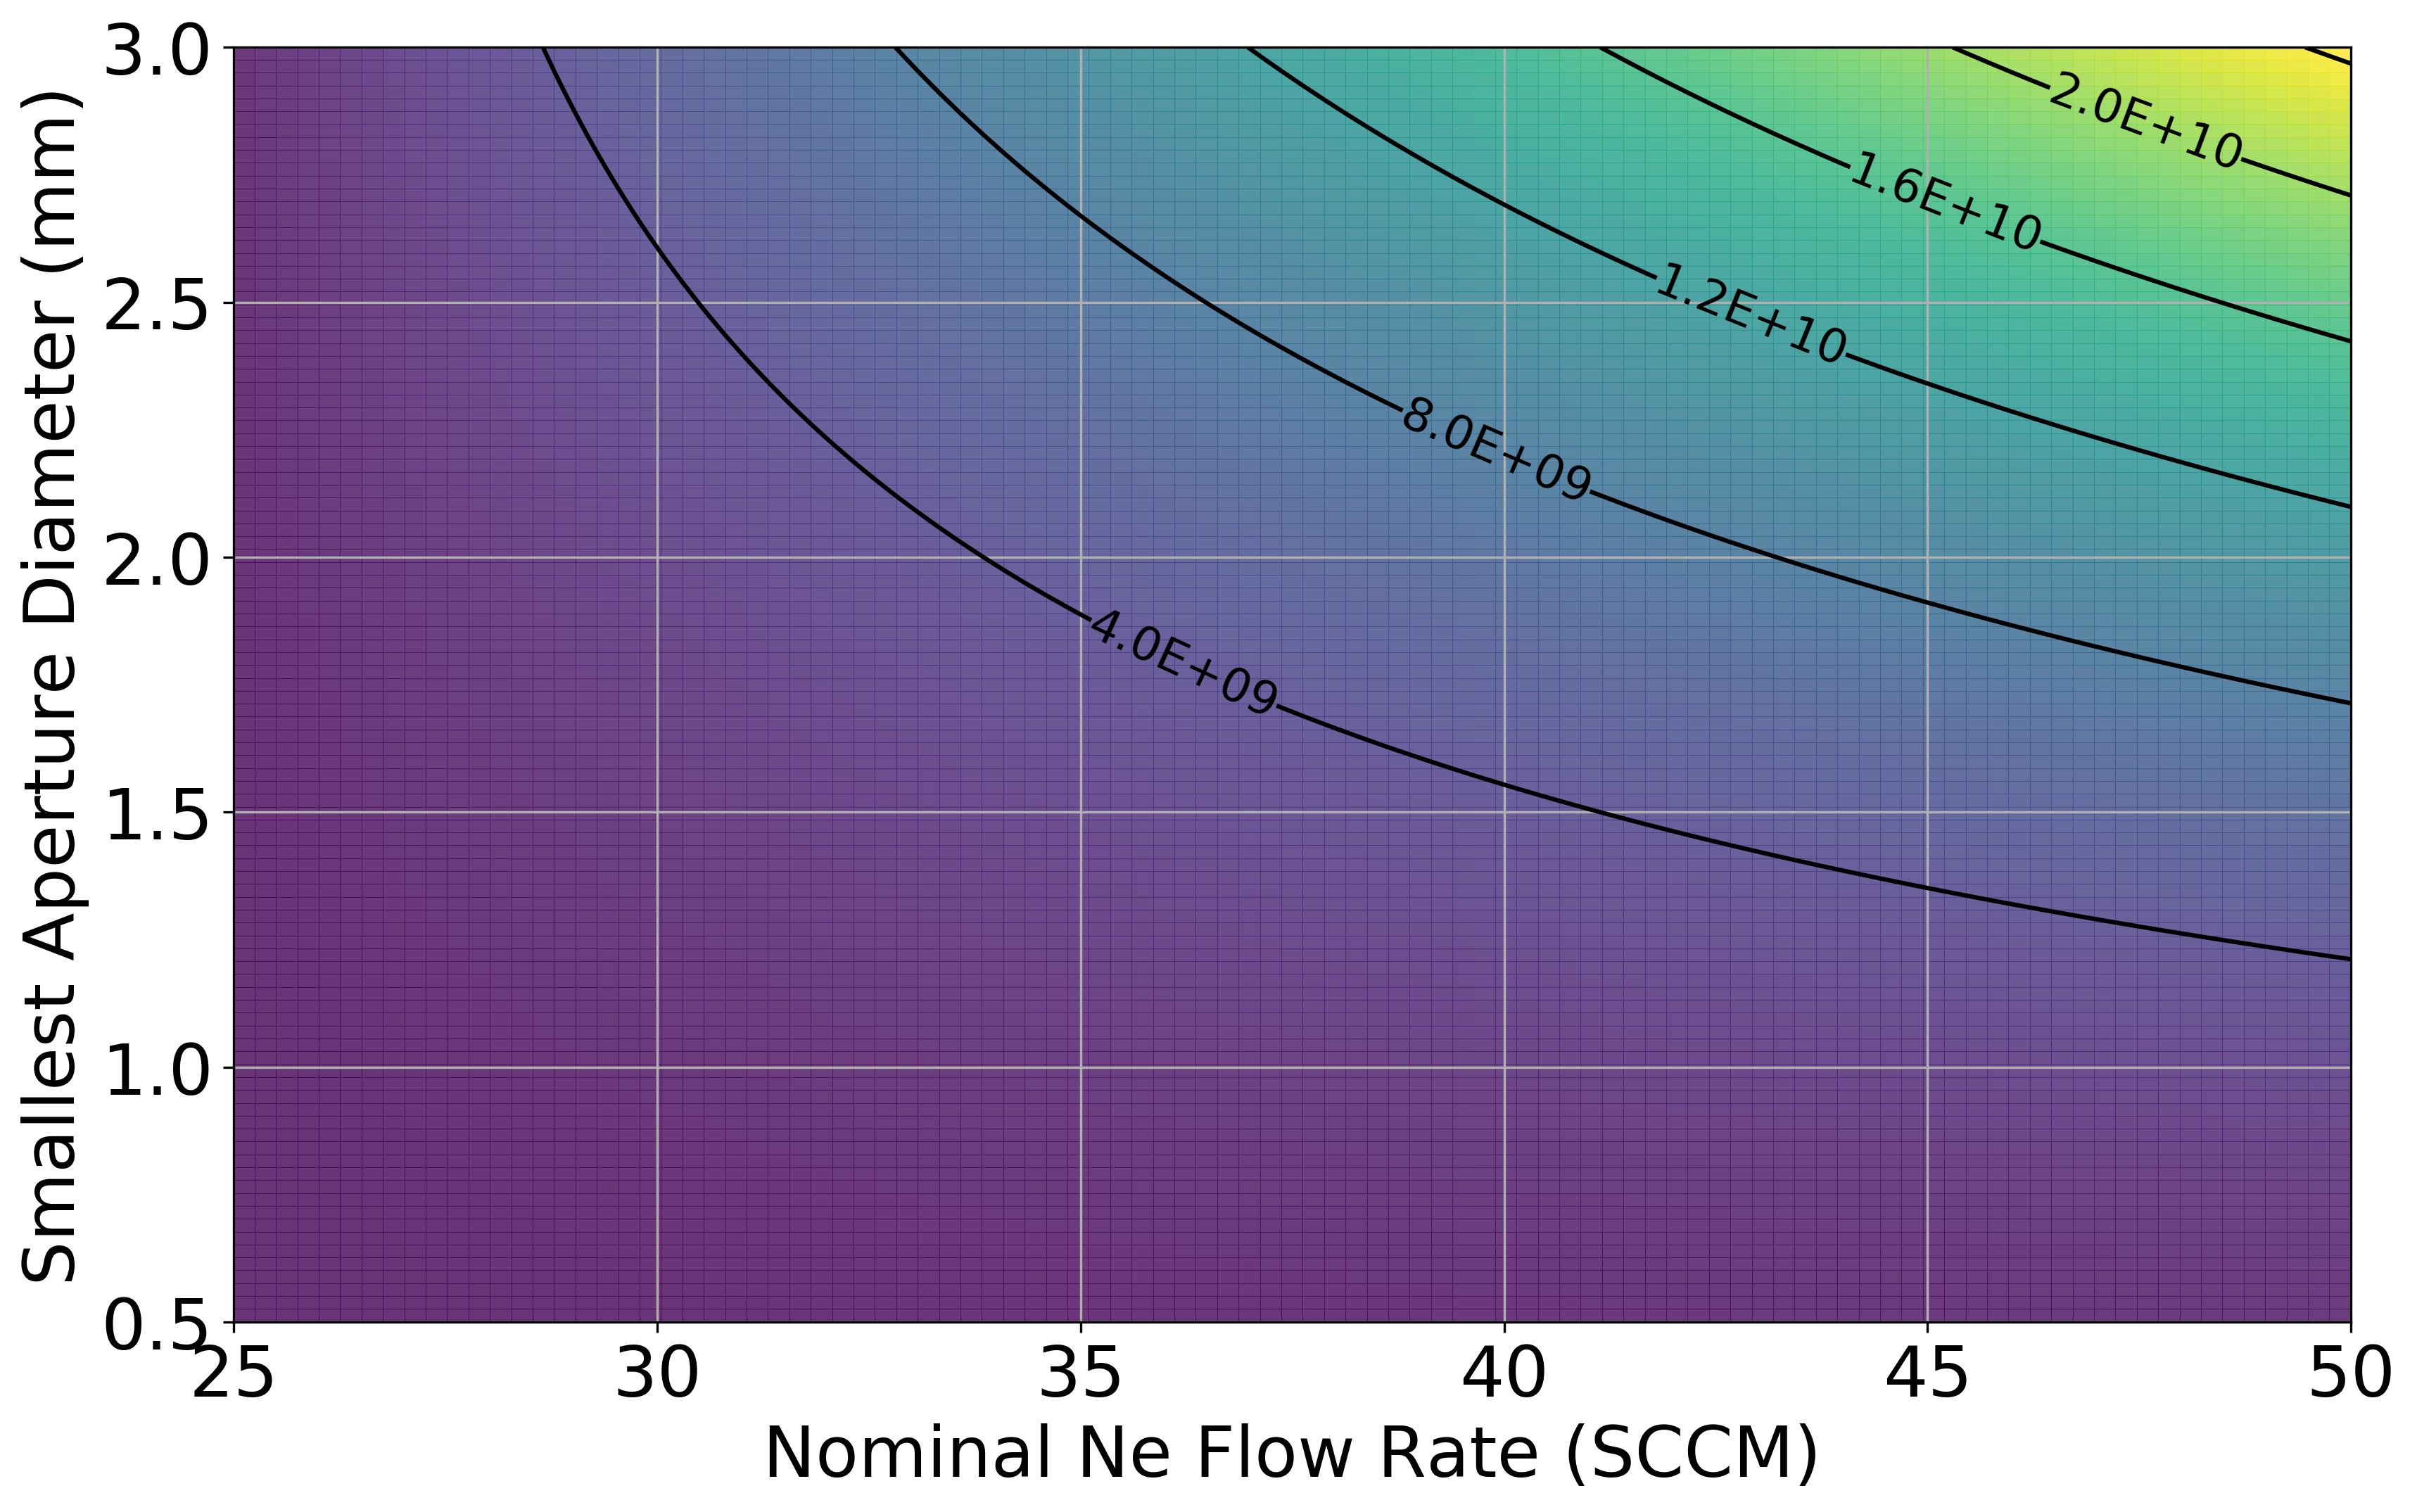 Smallest Aperture Diameter (mm)
3.0
2.5
2.0
1.5
1.0
0.5
2.0E+10
1.6E+10
1.2E+10
8.0E+09
4.0E+09
25 30 35 40 45 50
Nominal Ne Flow Rate (SCCM)